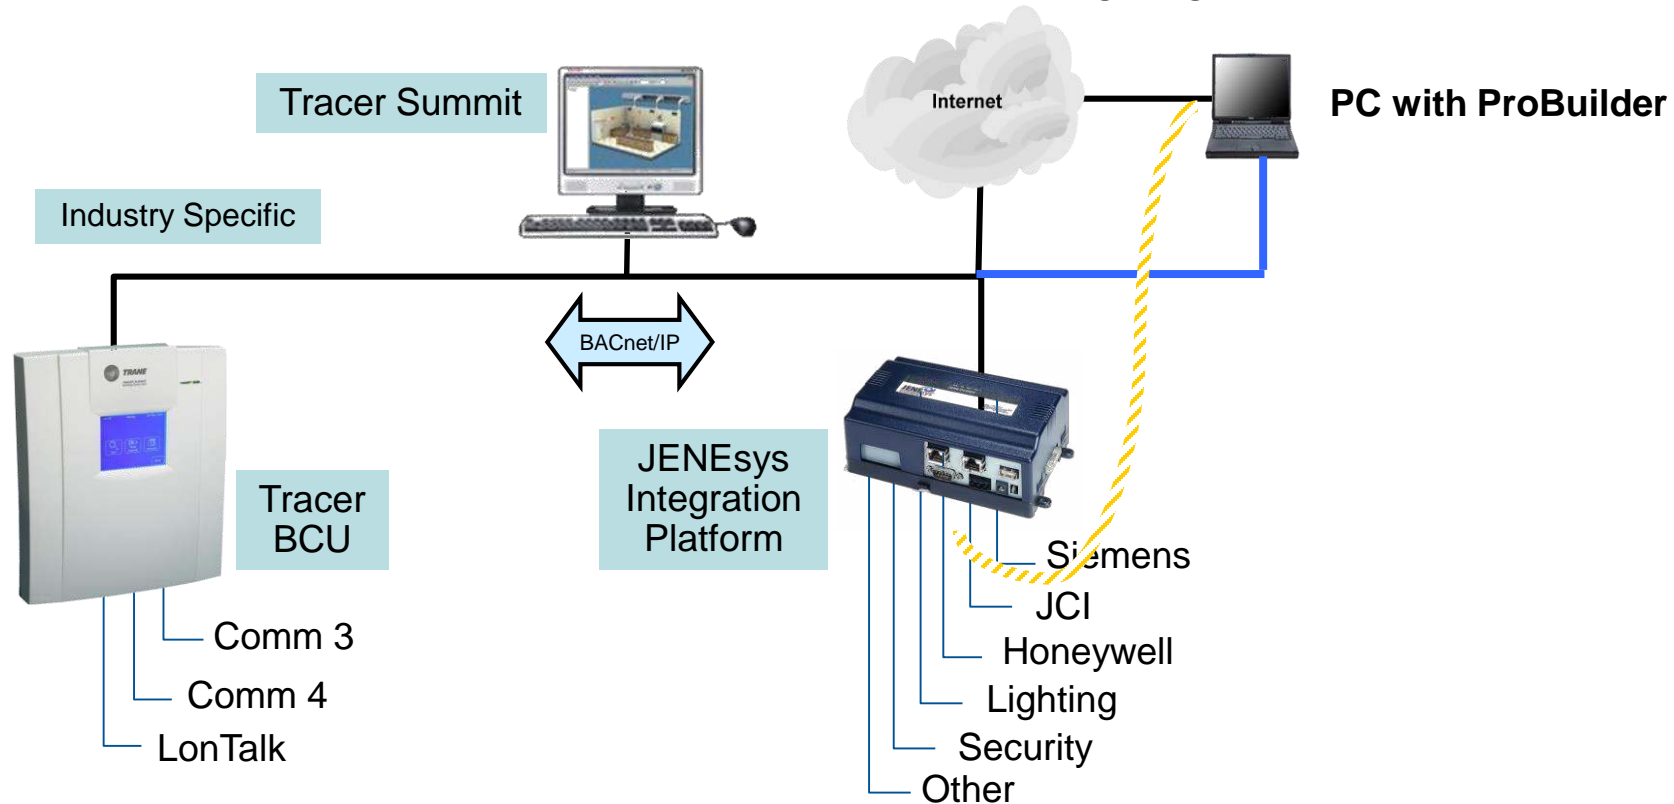 Tracer Summit
Internet
PC with ProBuilder
Industry Specific
BACnet/IP
TRANE
JENEsys
Integration
Platform
Tracer
BCU
Siemens
JCI
Comm 3
Honeywell
Comm 4
Lighting
LonTalk
Security
Other